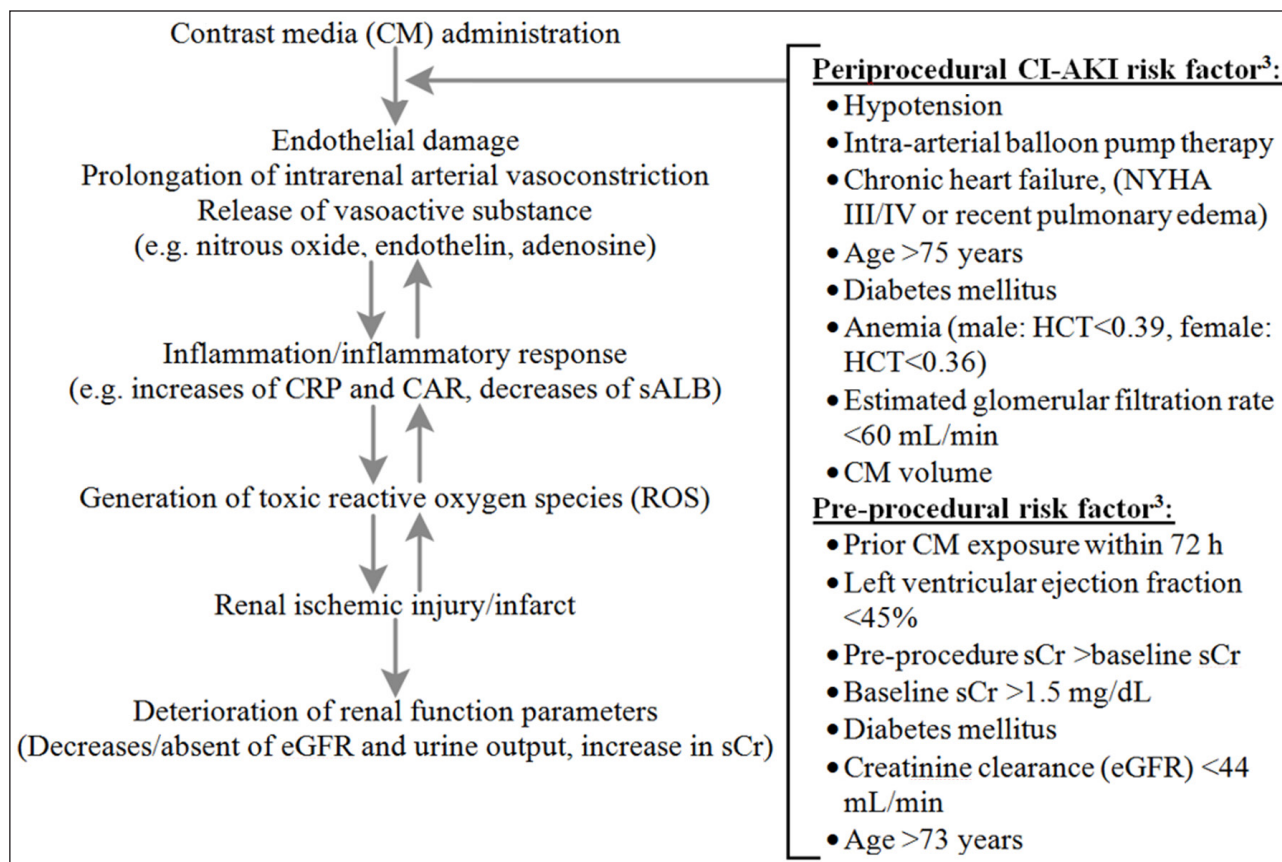 Contrast media (CM) administration
Endothelial damage
Prolongation of intrarenal arterial vasoconstriction
Release of vasoactive substance
(e.g. nitrous oxide, endothelin, adenosine)
Inflammation/inflammatory response
(e.g. increases of CRP and CAR, decreases of sALB)
Generation of toxic reactive oxygen species (ROS)
Renal ischemic injury/infarct
Deterioration of renal function parameters
(Decreases/absent of eGFR and urine output, increase in sCr)
Periprocedural CI-AKI risk factor³:
•Hypotension
•Intra-arterial balloon pump therapy
•Chronic heart failure, (NYHA
III/IV or recent pulmonary edema)
•Age >75 years
•Diabetes mellitus
•Anemia (male: HCT<0.39, female:
HCT<0.36)
•Estimated glomerular filtration rate
<60 mL/min
•CM volume
Pre-procedural risk factor³:
•Prior CM exposure within 72 h
•Left ventricular ejection fraction
<45%
•Pre-procedure sCr >baseline sCr
•Baseline sCr >1.5 mg/dL
•Diabetes mellitus
•Creatinine clearance (eGFR) <44
mL/min
•Age >73 years